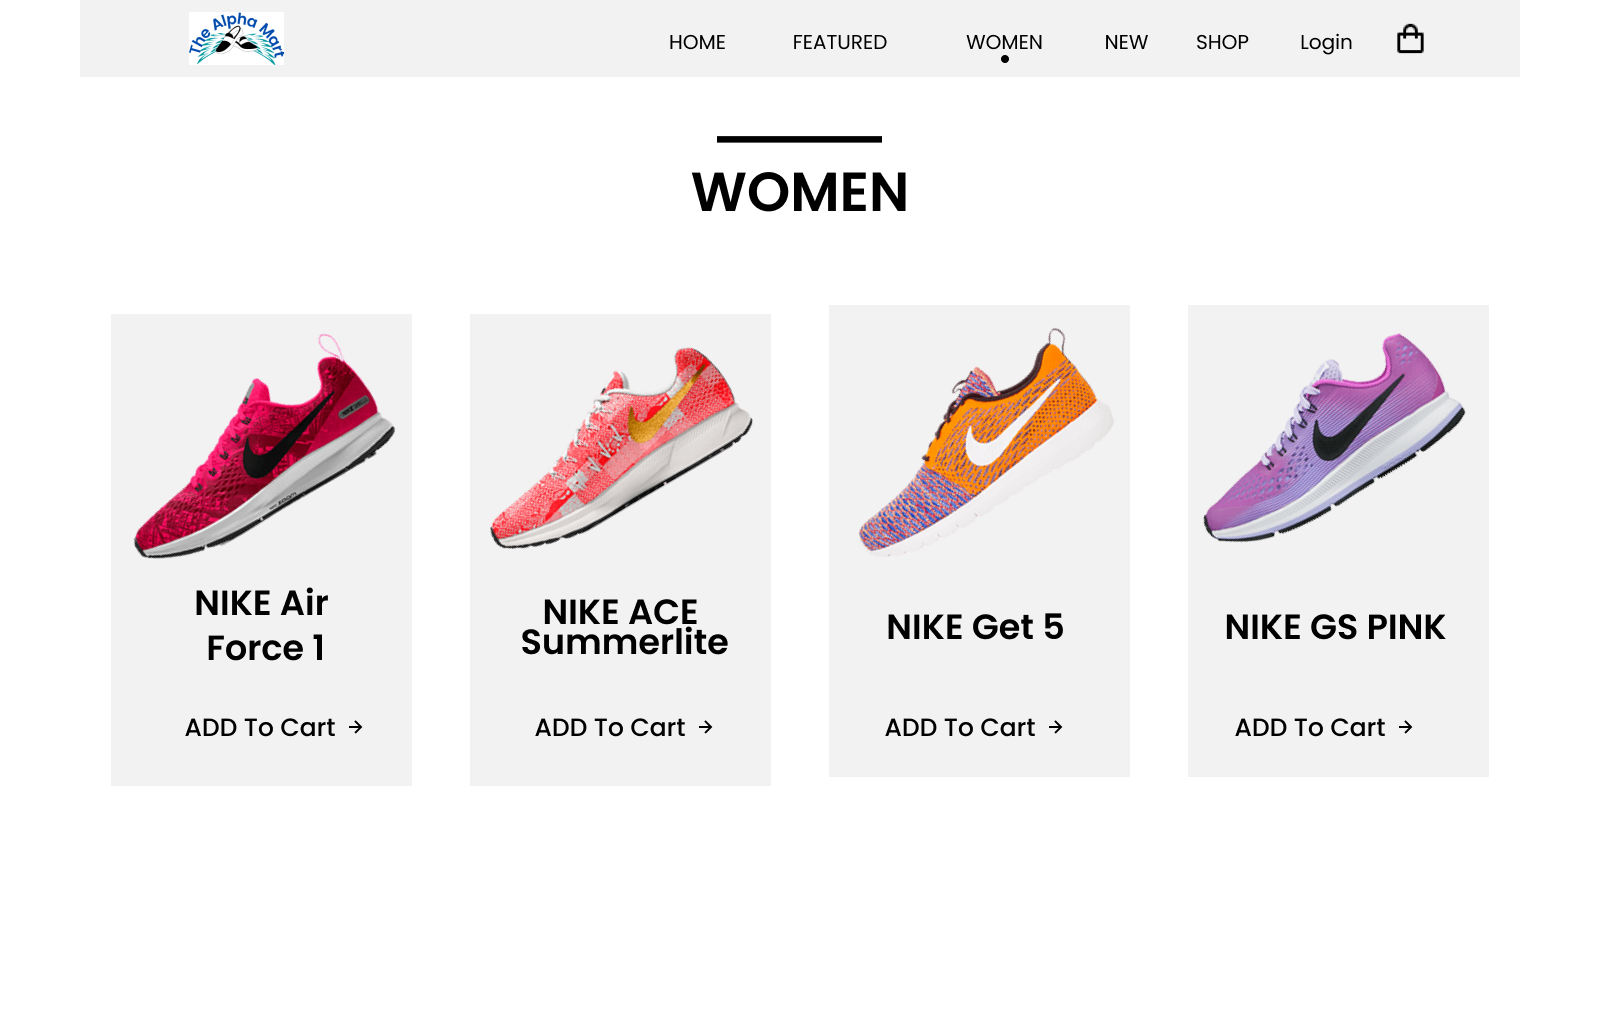 The Alpha Mart
HOME FEATURED WOMEN NEW SHOP Login
WOMEN
NIKE Air
Force 1
NIKE ACE
Summerlite
NIKE Get 5
NIKE GS PINK
ADD To Cart →
ADD To Cart →
ADD To Cart →
ADD To Cart →